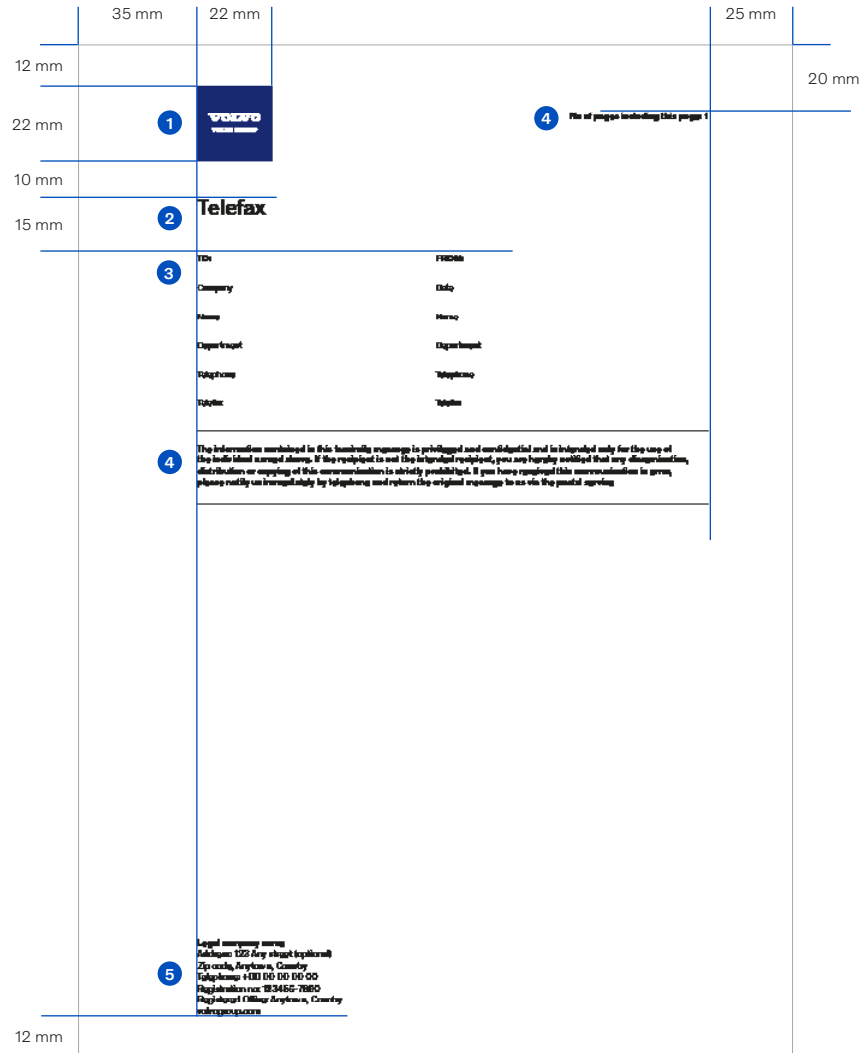 35 mm
22 mm
25 mm
12 mm
20 mm
22 mm
1
VOLVO
4
No of pages including this page: 1
10 mm
2
Telefax
15 mm
3
TO:
FROM:
Company
Date
Name
Name
Department
Department
Telephone
Telephone
Telefax
Telefax
4
The information contained in this facsimile message is privileged and confidential and is intended only for the use of
the individual named above. If the recipient is not the intended recipient, you are hereby notified that any dissemination,
distribution or copying of this communication is strictly prohibited. If you have received this communication in error,
please notify us immediately by telephone and return the original message to us via the postal service
5
Legal company name
Address: 123 Any street (optional)
Zip code, Anytown, Country
Telephone: +00 00 00 00 00
Registration no: 123456-7890
Registered Office: Anytown, Country
volvogroup.com
12 mm